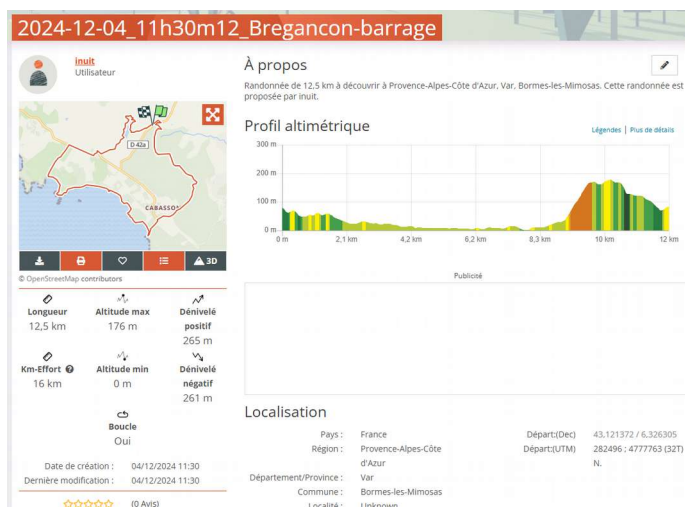 2024-12-04_11h30m12_Bregancon-barrage
inuit
Utilisateur
D 42a
CABASSON
3D
© OpenStreetMap contributors
Longueur
12,5 km
Altitude max
176 m
Dénivelé
positif
265 m
Km-Effort
16 km
Altitude min
0 m
Dénivelé
négatif
261 m
Boucle
Oui
Date de création : 04/12/2024 11:30
Dernière modification : 04/12/2024 11:30
(0 Avis)
À propos
Randonnée de 12,5 km à découvrir à Provence-Alpes-Côte d'Azur, Var, Bormes-les-Mimosas. Cette randonnée est
proposée par inuit.
Profil altimétrique
Légendes | Plus de détails
300 m
200 m
100 m
0 m
0 m 2,1 km 4,2 km 6,2 km 8,3 km 10 km 12 km
Publicité
Localisation
Pays : France
Région : Provence-Alpes-Côte
d'Azur
Département/Province : Var
Commune : Bormes-les-Mimosas
Localité : Unknown
Départ:(Dec) 43,121372 / 6,326305
Départ:(UTM) 282496 ; 4777763 (32T)
N.